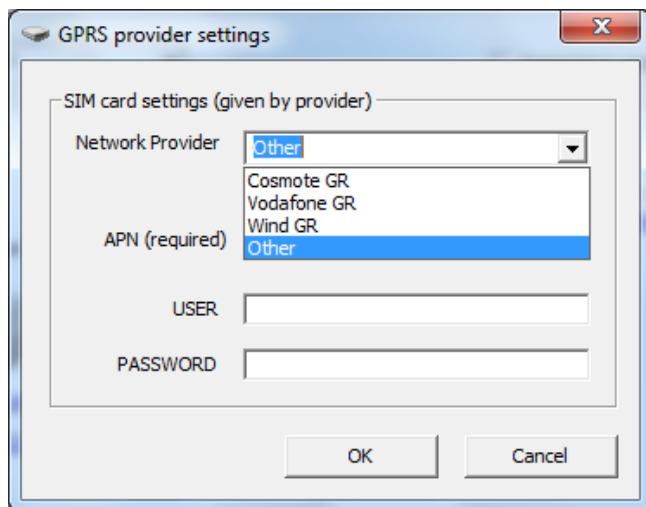 GPRS provider settings
SIM card settings (given by provider)
Network Provider
Other
Cosmote GR
Vodafone GR
Wind GR
Other
APN (required)
USER
PASSWORD
OK
Cancel